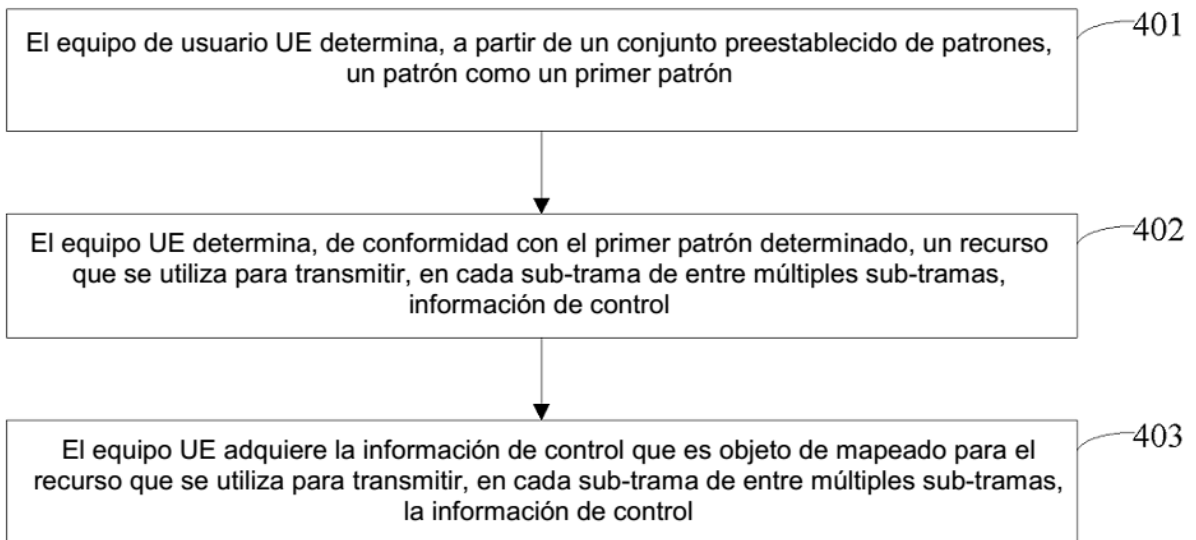 El equipo de usuario UE determina, a partir de un conjunto preestablecido de patrones,
un patrón como un primer patrón
401
El equipo UE determina, de conformidad con el primer patrón determinado, un recurso
que se utiliza para transmitir, en cada sub-trama de entre múltiples sub-tramas,
información de control
402
El equipo UE adquiere la información de control que es objeto de mapeado para el
recurso que se utiliza para transmitir, en cada sub-trama de entre múltiples sub-tramas,
la información de control
403